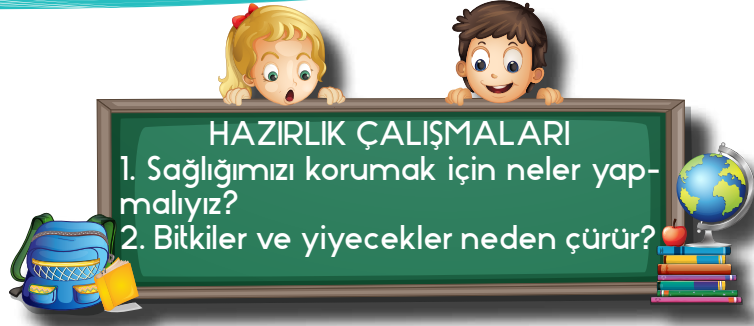 HAZIRLIK ÇALIŞMALARI
1. Sağlığımızı korumak için neler yap-
malıyız?
2. Bitkiler ve yiyecekler neden çürür?